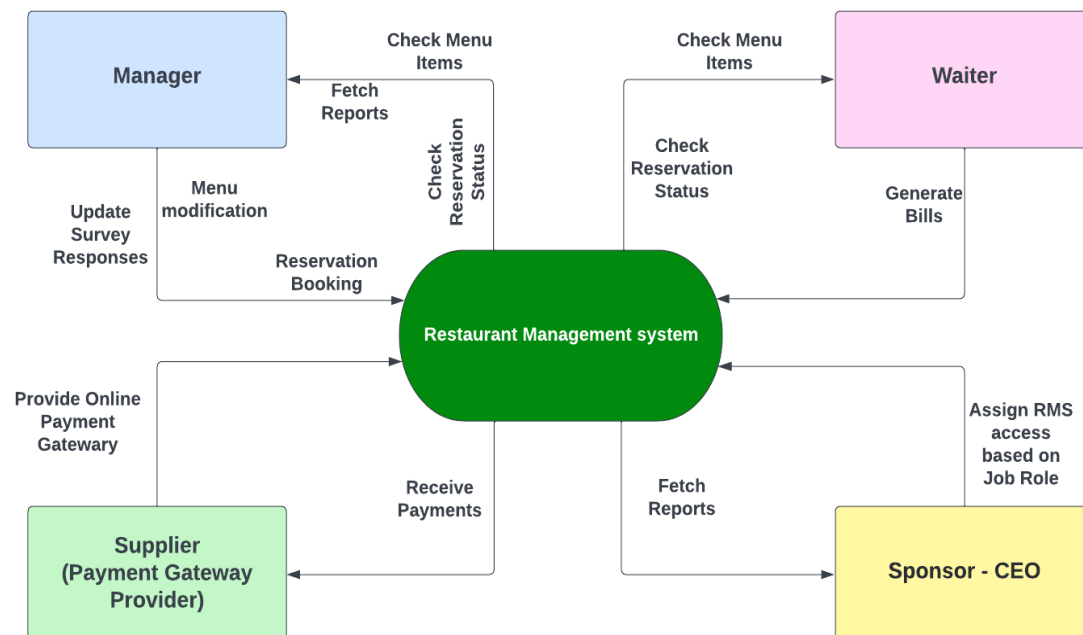 Manager
Check Menu
Items
Fetch
Reports
Check
Reservation
Status
Check Menu
Items
Waiter
Check
Reservation
Status
Generate
Bills
Menu
modification
Update
Survey
Responses
Reservation
Booking
Restaurant Management system
Provide Online
Payment
Gatewary
Receive
Payments
Fetch
Reports
Assign RMS
access
based on
Job Role
Supplier
(Payment Gateway
Provider)
Sponsor - CEO